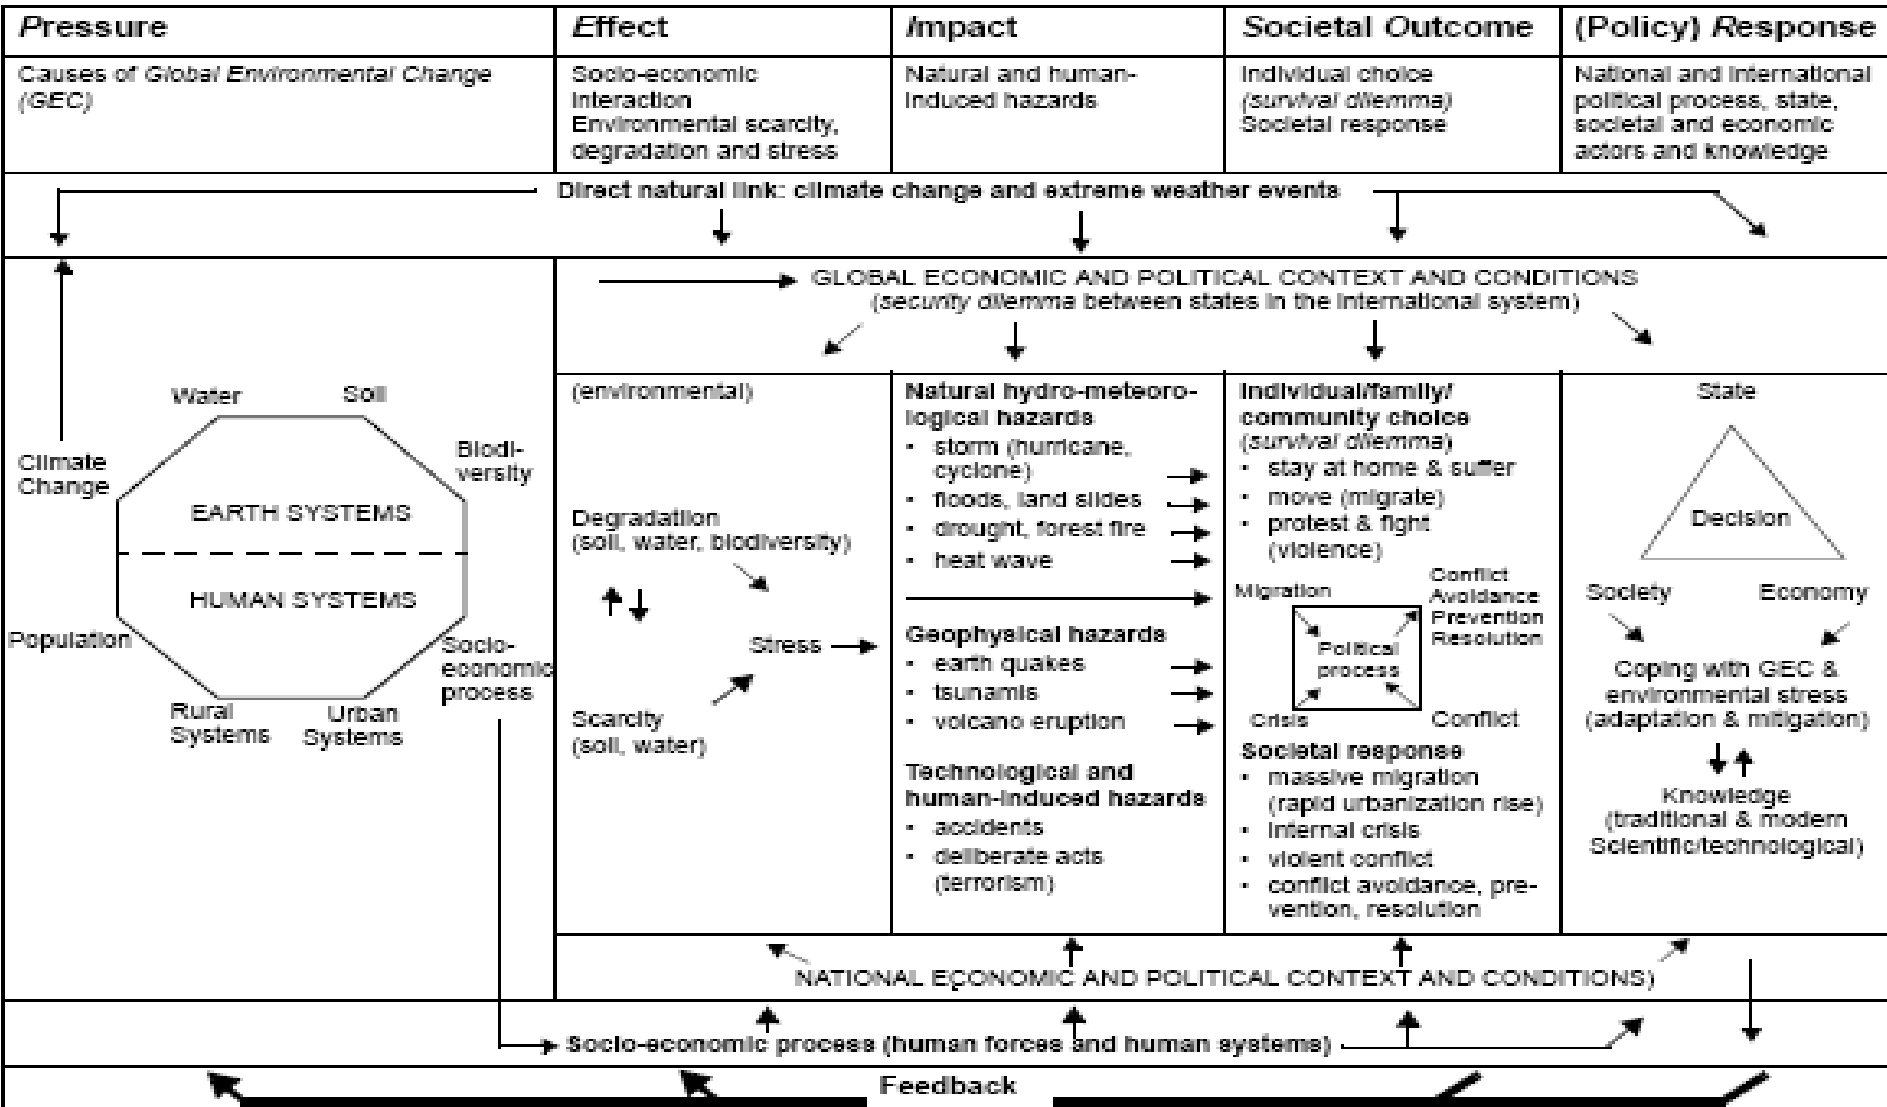 Pressure
Effect
Impact
Societal Outcome
(Policy) Response
Causes of Global Environmental Change
(GEC)
Socio-economic
interaction
Environmental scarcity,
degradation and stress
Natural and human-
induced hazards
Individual choice
(survival dilemma)
Societal response
National and international
political process, state,
societal and economic
actors and knowledge
Direct natural link: climate change and extreme weather events
GLOBAL ECONOMIC AND POLITICAL CONTEXT AND CONDITIONS
(security dilemma between states in the international system)
Water
Soil
Climate
Change
Biodi-
versity
EARTH SYSTEMS
HUMAN SYSTEMS
Population
Socio-
economic
process
Rural
Systems
Urban
Systems
(environmental)
Degradatiion
(soil, water, biodiversity)
Stress
Scarcity
(soil, water)
Natural hydro-meteoro-
logical hazards
• storm (hurricane,
cyclone)
• floods, land slides
• drought, forest fire
• heat wave
Geophysical hazards
• earth quakes
• tsunamis
• volcano eruption
Technological and
human-induced hazards
• accidents
• deliberate acts
(terrorism)
Individual/family/
community choice
(survival dilemma)
• stay at home & suffer
• move (migrate)
• protest & fight
(violence)
Migration
Conflict
Avoidance
Prevention
Resolution
Political
process
Crisis
Conflict
Societal response
• massive migration
(rapid urbanization rise)
• internal crisis
• violent conflict
• conflict avoidance, pre-
vention, resolution
State
Decision
Society
Economy
Coping with GEC &
environmental stress
(adaptation & mitigation)
Knowledge
(traditional & modern
Scientific/technological)
NATIONAL ECONOMIC AND POLITICAL CONTEXT AND CONDITIONS)
Socio-economic process (human forces and human systems)
Feedback